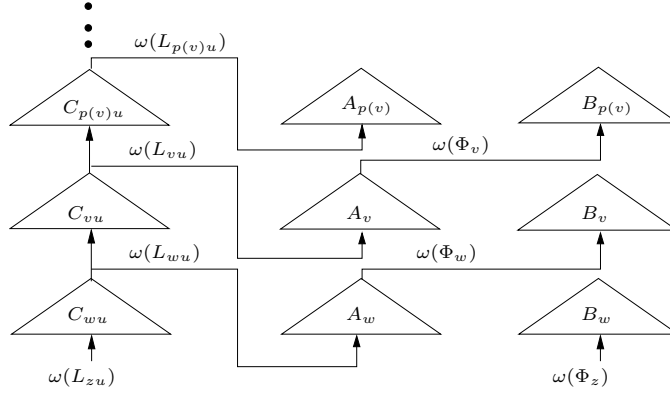 ω(L_{p(v)u})
C_{p(v)u} A_{p(v)} B_{p(v)}
ω(L_{vu}) ω(Φ_v)
C_{vu} A_v B_v
ω(L_{wu}) ω(Φ_w)
C_{wu} A_w B_w
ω(L_{zu}) ω(Φ_z)